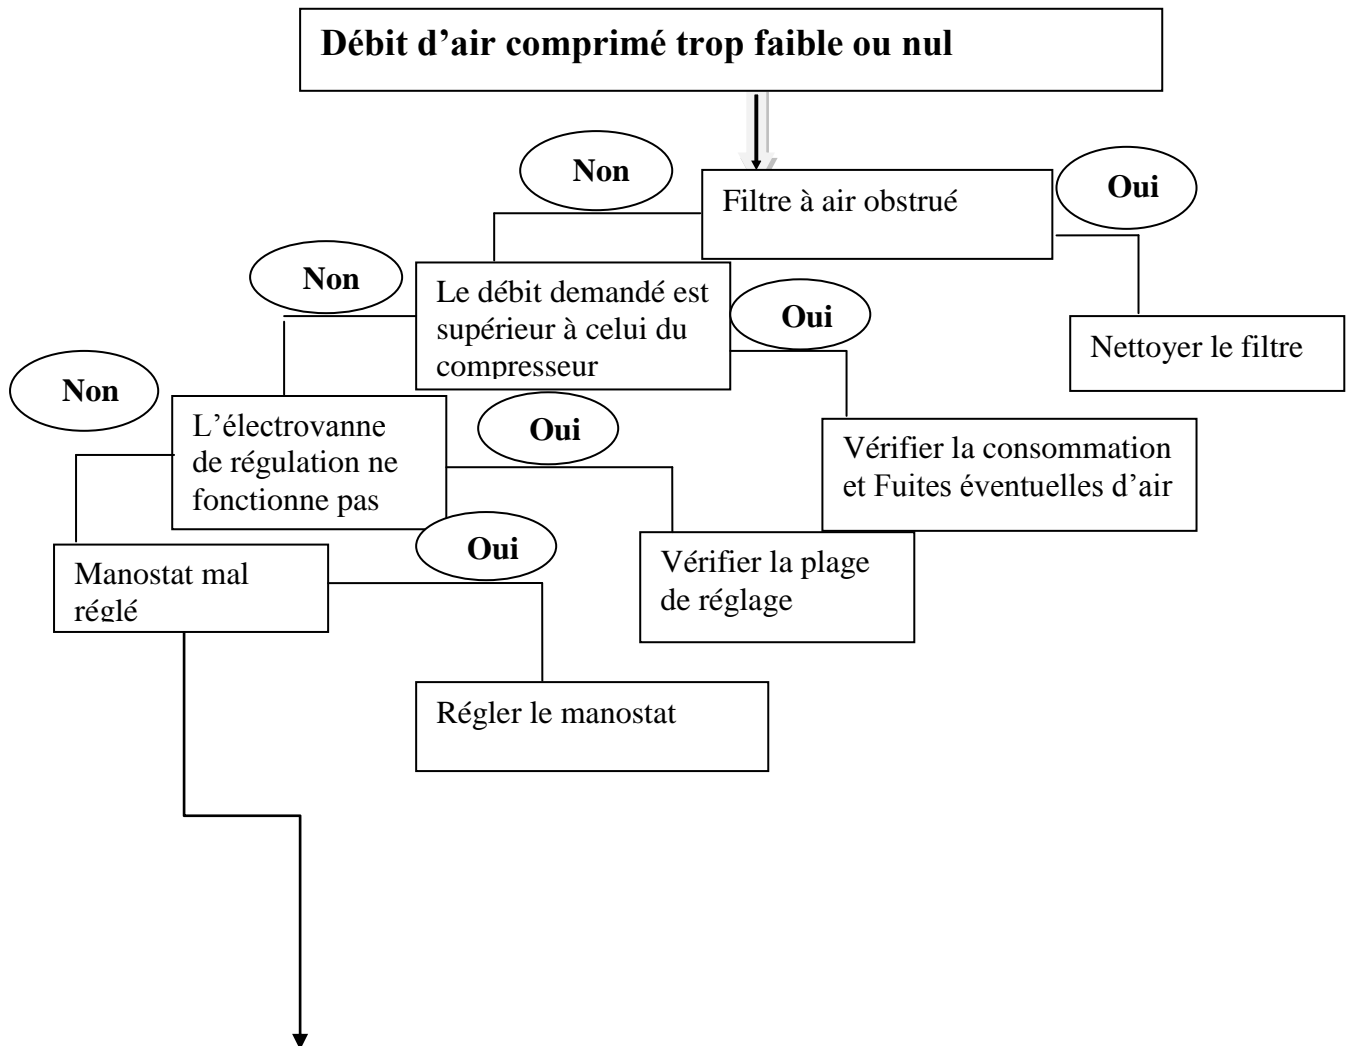 Débit d’air comprimé trop faible ou nul
Non
Filtre à air obstrué
Oui
Non
Le débit demandé est
supérieur à celui du
compresseur
Oui
Nettoyer le filtre
Non
L’électrovanne
de régulation ne
fonctionne pas
Oui
Vérifier la consommation
et Fuites éventuelles d’air
Manostat mal
réglé
Oui
Vérifier la plage
de réglage
Régler le manostat